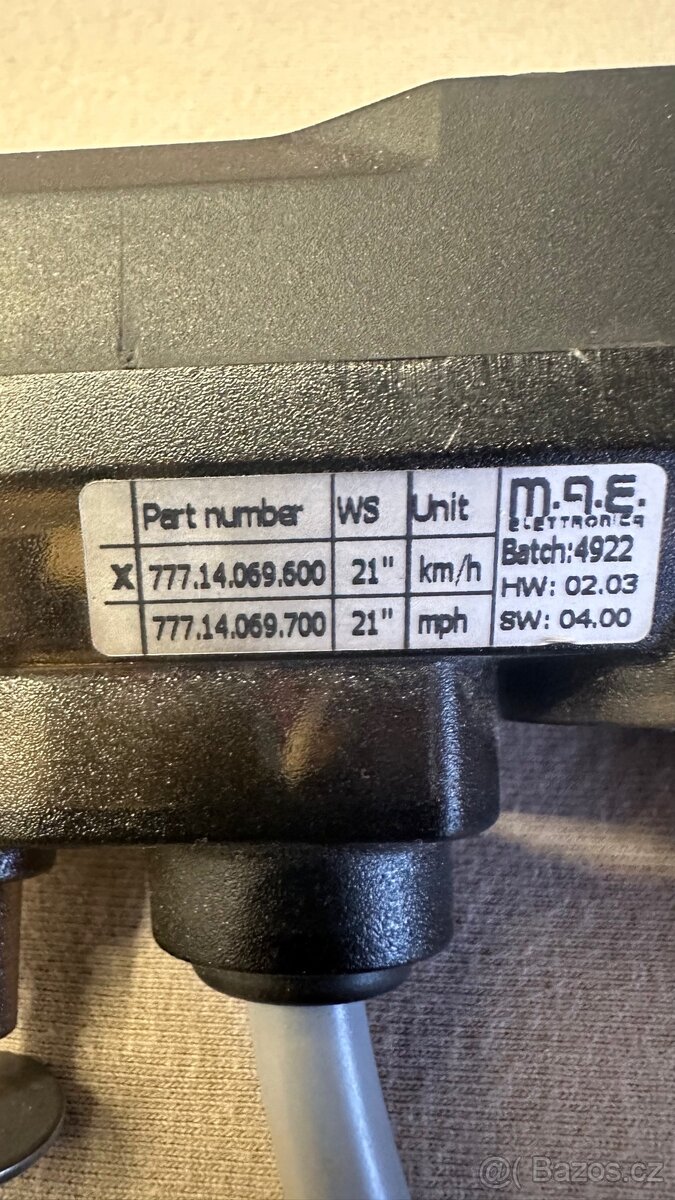 Part number WS Unit
X 777.14.069.600 21" km/h
777.14.069.700 21" mph
m.a.e.
ELETTRONICA
Batch:4922
HW: 02.03
SW: 04.00
@( Bazos.cz